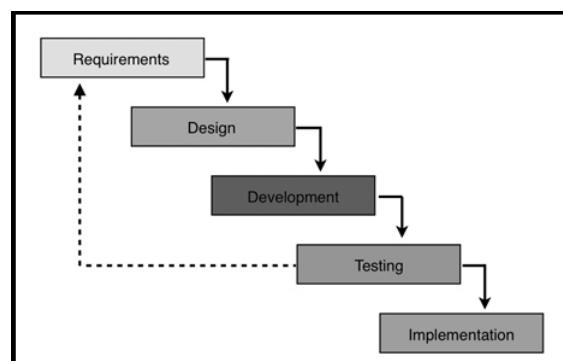 Requirements
Design
Development
Testing
Implementation